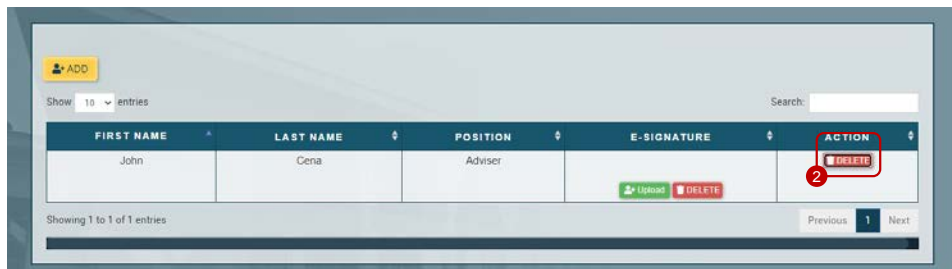 ADD
Show 10 entries Search:
FIRST NAME LAST NAME POSITION E-SIGNATURE ACTION
John Cena Adviser DELETE
2
Upload DELETE
Showing 1 to 1 of 1 entries Previous 1 Next